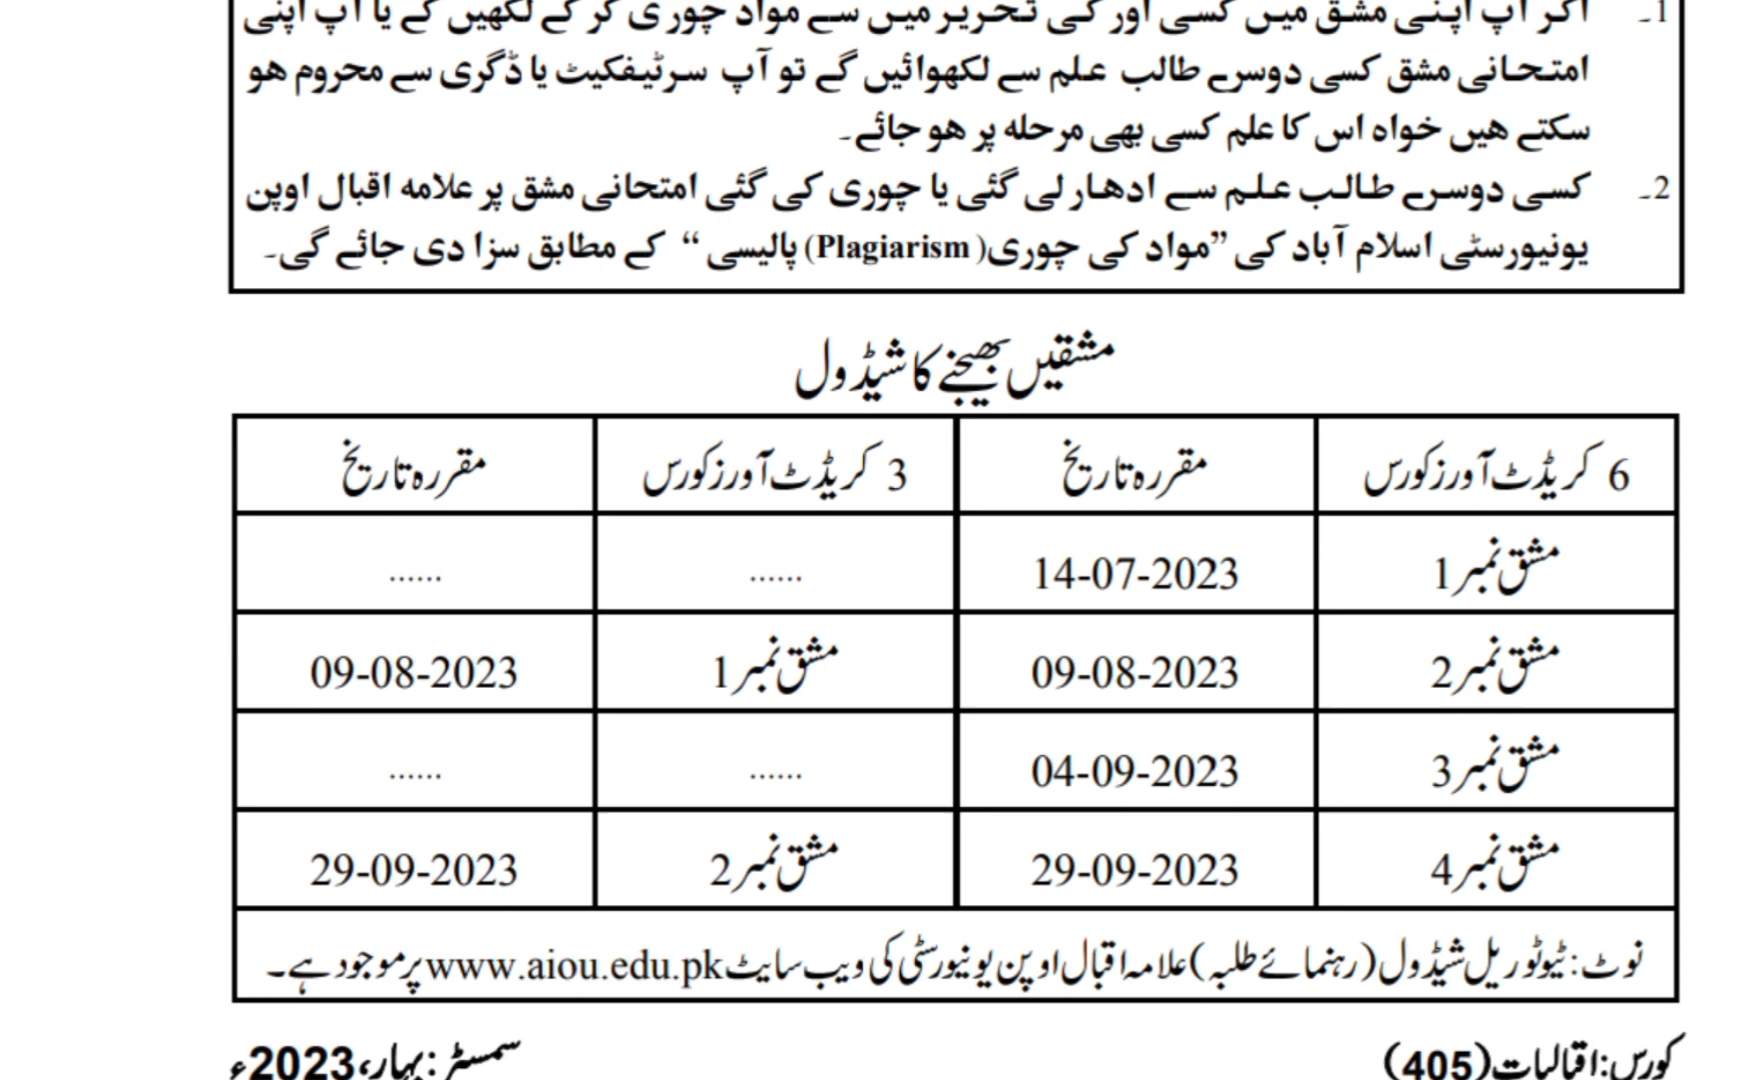 1۔ اگر آپ اپنی مشق میں کسی اور کی تحریر میں سے مواد چوری کر کے لکھیں گے یا آپ اپنی
امتحانی مشق کسی دوسرے طالب علم سے لکھوائیں گے تو آپ سرٹیفکیٹ یا ڈگری سے محروم ھو
سکتے ھیں خواہ اس کا علم کسی بھی مرحلہ پر ھو جائے۔
2۔ کسی دوسرے طالب علم سے ادھار لی گئی یا چوری کی گئی امتحانی مشق پر علامہ اقبال اوپن
یونیورسٹی اسلام آباد کی ”مواد کی چوری(Plagiarism) پالیسی“ کے مطابق سزا دی جائے گی۔
مشقیں بھیجنے کا شیڈول
6 کریڈٹ آورز کورس مقررہ تاریخ 3 کریڈٹ آورز کورس مقررہ تاریخ
مشق نمبر 1 14-07-2023 ...... ......
مشق نمبر 2 09-08-2023 مشق نمبر 1 09-08-2023
مشق نمبر 3 04-09-2023 ...... ......
مشق نمبر 4 29-09-2023 مشق نمبر 2 29-09-2023
نوٹ: ٹیوٹوریل شیڈول (رہنمائے طلبہ) علامہ اقبال اوپن یونیورسٹی کی ویب سایٹ www.aiou.edu.pk پر موجود ہے۔
کورس: اقبالیات (405) سمسٹر: بہار، 2023ء